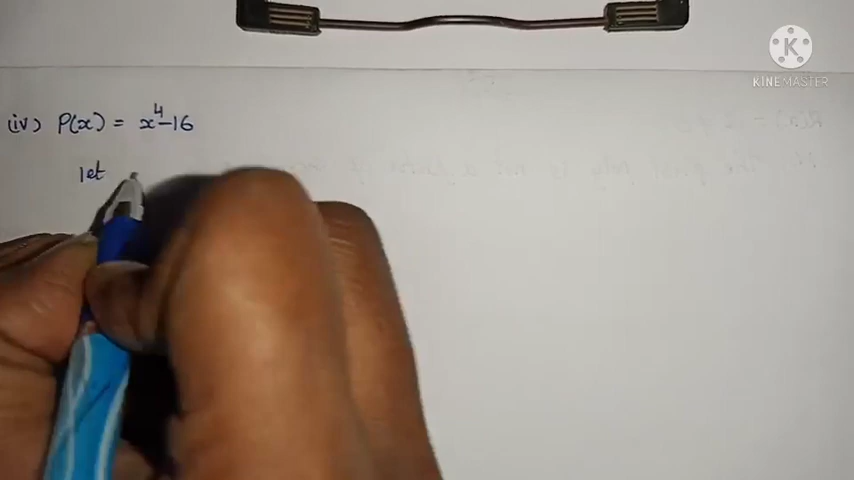 KINEMASTER
(iv) P(x) = x⁴-16
let